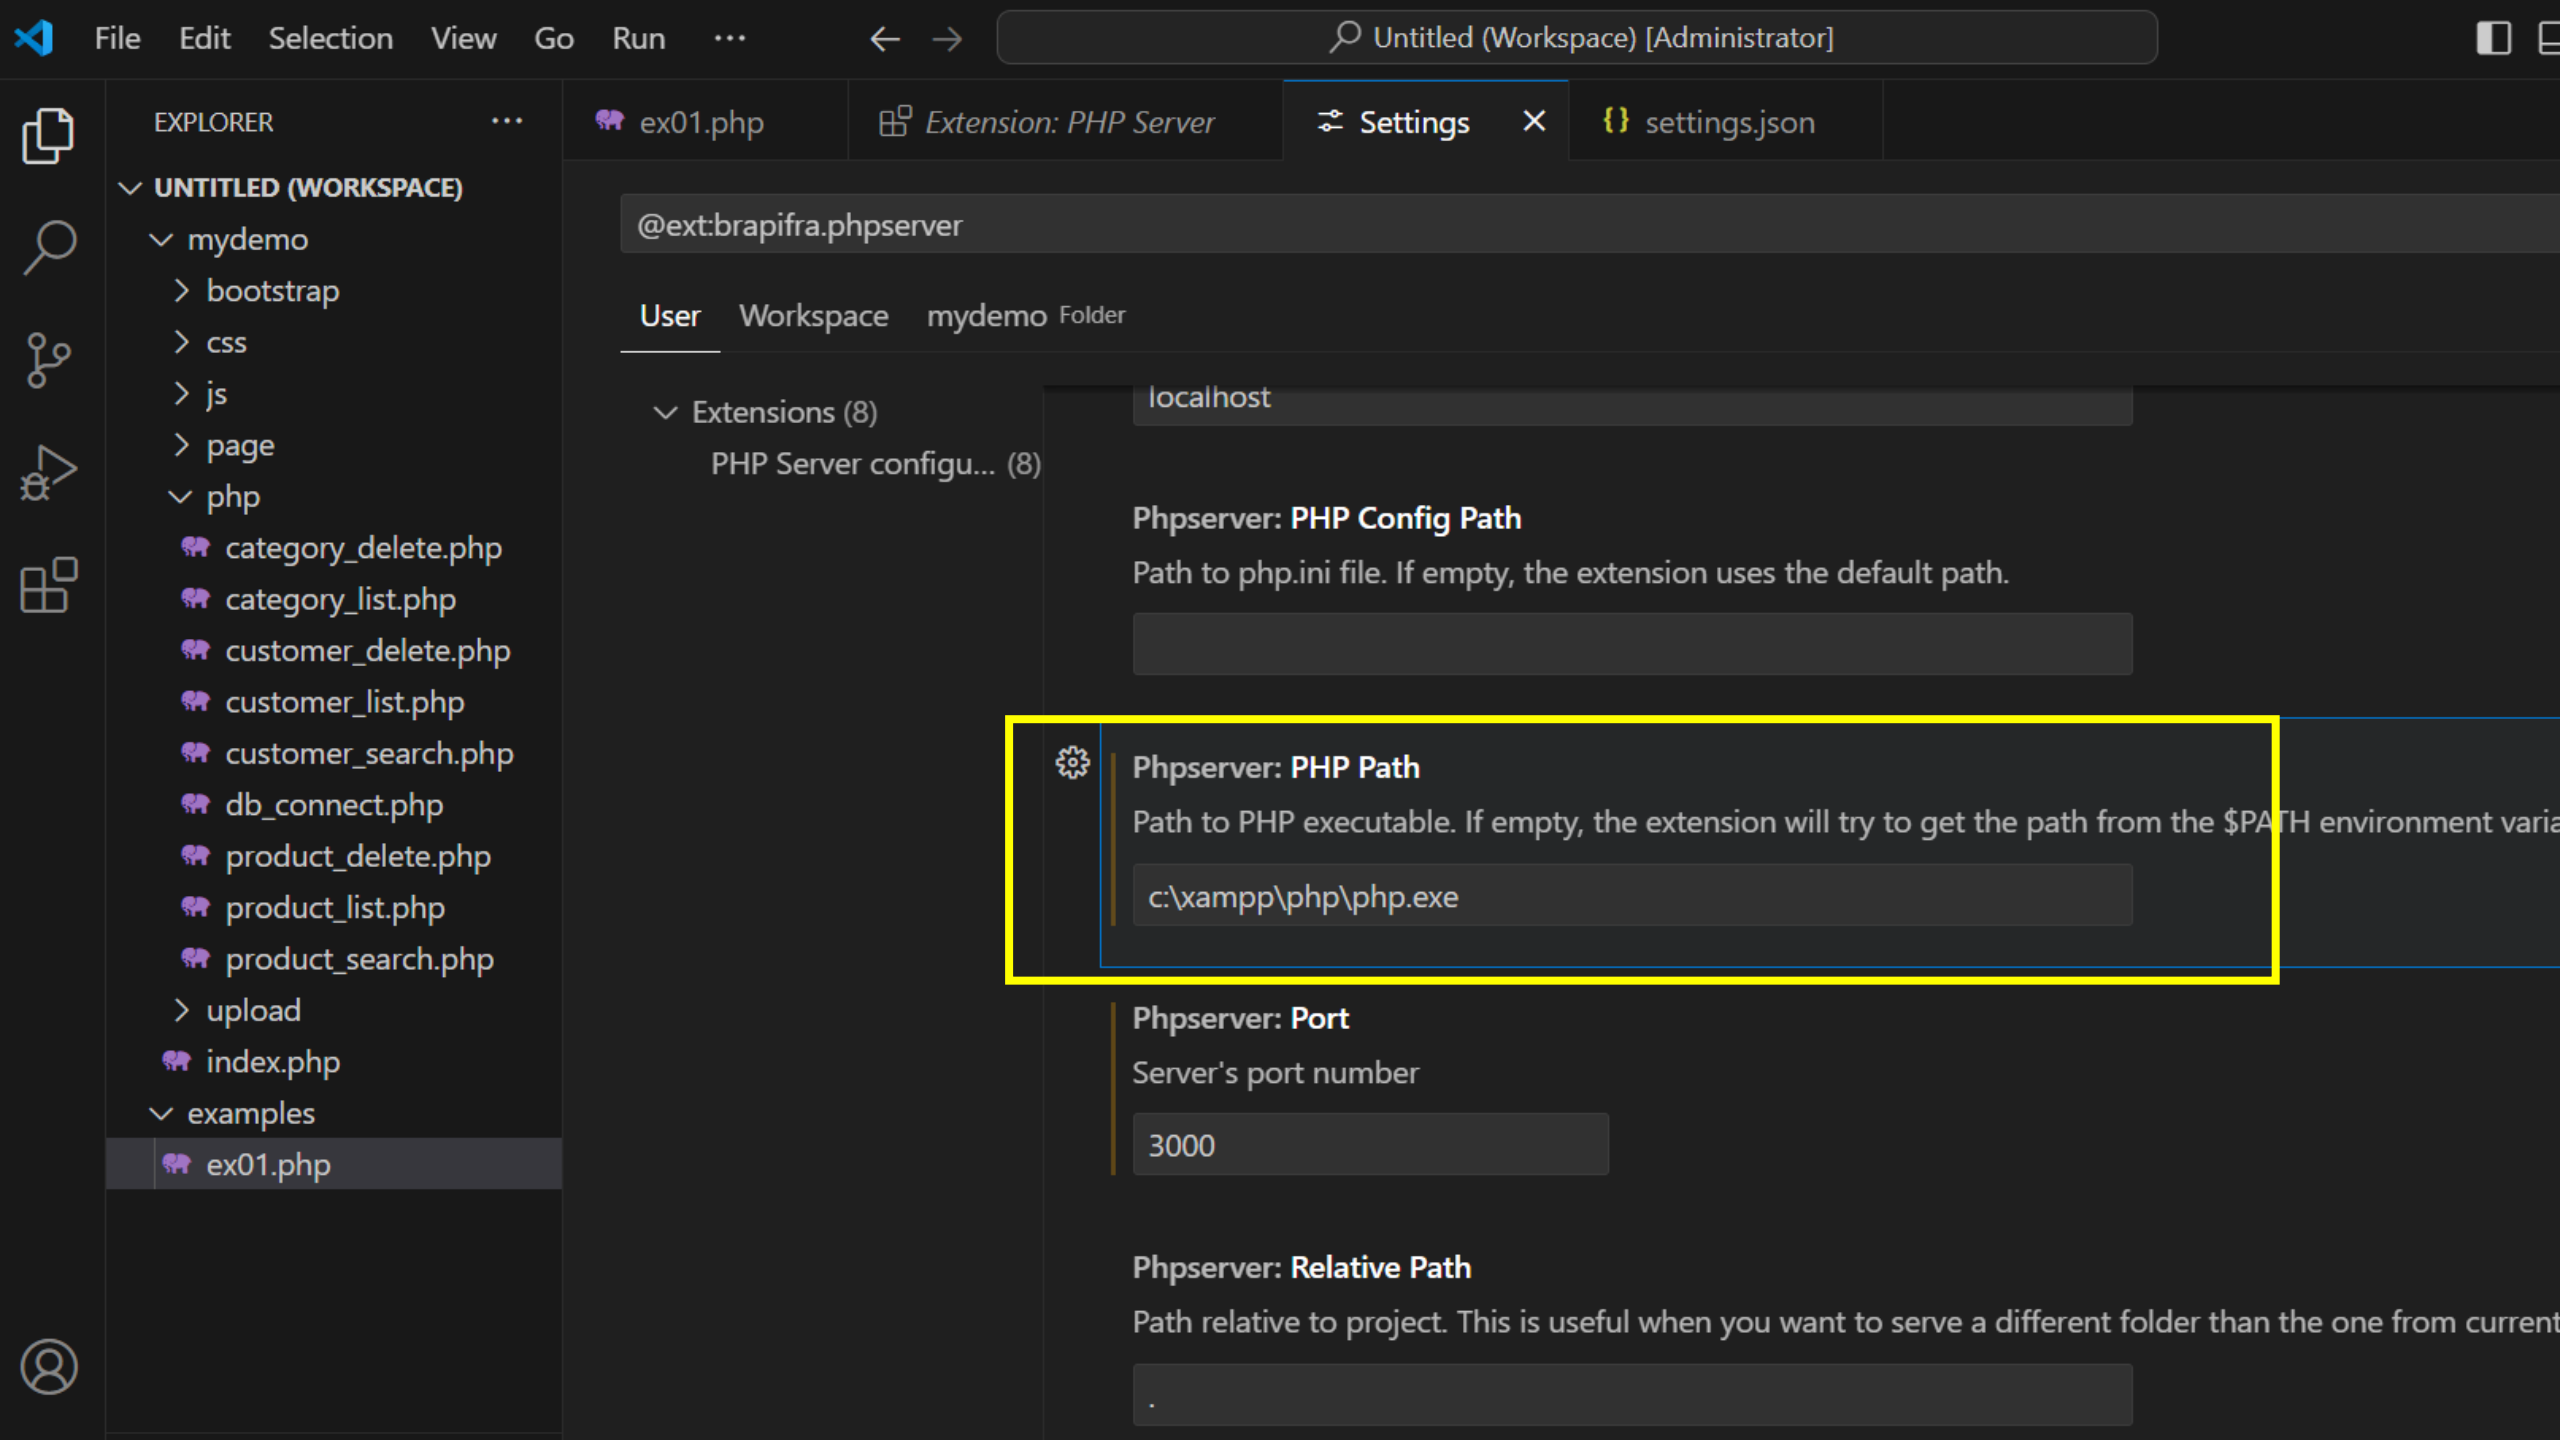 File Edit Selection View Go Run ... Untitled (Workspace) [Administrator]
EXPLORER ...
ex01.php Extension: PHP Server Settings settings.json
UNTITLED (WORKSPACE)
mydemo
bootstrap
css
js
page
php
category_delete.php
category_list.php
customer_delete.php
customer_list.php
customer_search.php
db_connect.php
product_delete.php
product_list.php
product_search.php
upload
index.php
examples
ex01.php
@ext:brapifra.phpserver
User Workspace mydemo Folder
Extensions (8)
PHP Server configu... (8)
localhost
Phpserver: PHP Config Path
Path to php.ini file. If empty, the extension uses the default path.
Phpserver: PHP Path
Path to PHP executable. If empty, the extension will try to get the path from the $PATH environment varia
c:\xampp\php\php.exe
Phpserver: Port
Server's port number
3000
Phpserver: Relative Path
Path relative to project. This is useful when you want to serve a different folder than the one from current
.